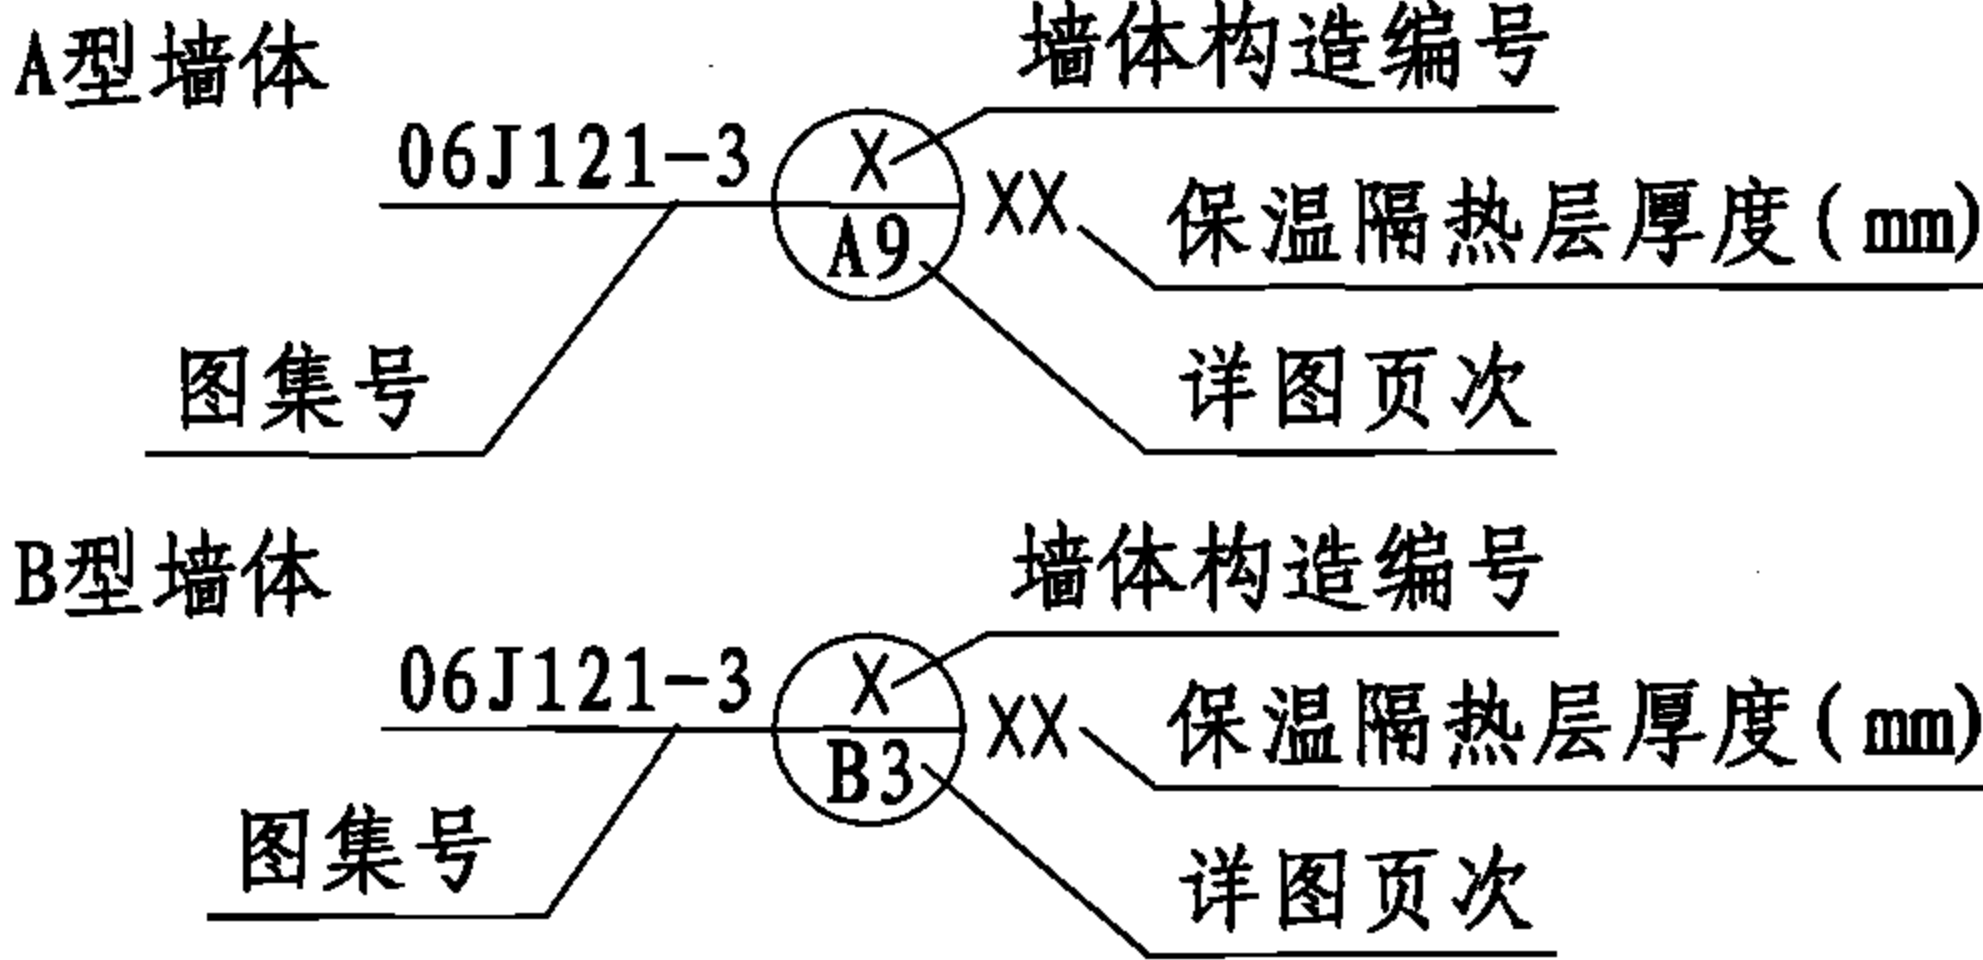 A型墙体
墙体构造编号
06J121-3
X
XX
保温隔热层厚度(mm)
A9
图集号
详图页次
B型墙体
墙体构造编号
06J121-3
X
XX
保温隔热层厚度(mm)
B3
图集号
详图页次